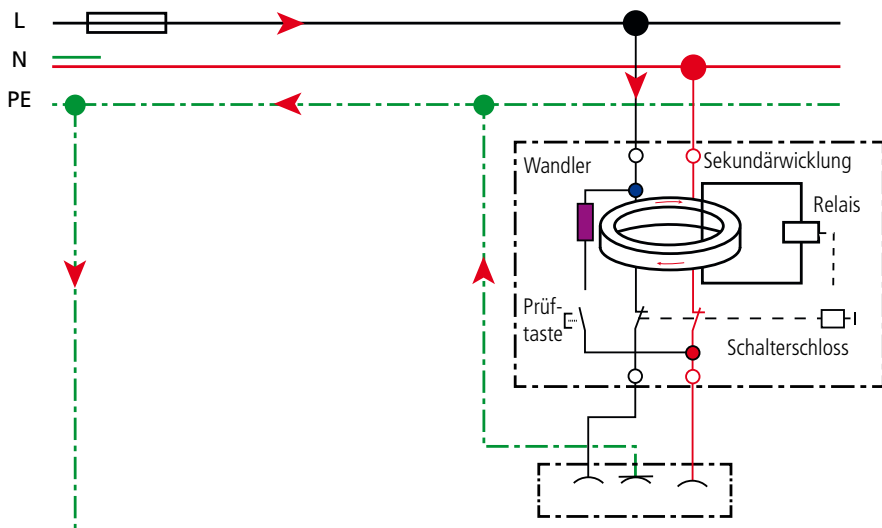 L
N
PE
Wandler
Sekundärwicklung
Relais
Prüf-
taste
Schalterschloss